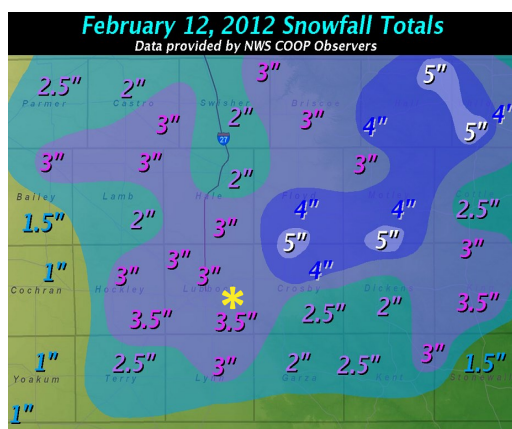 February 12, 2012 Snowfall Totals
Data provided by NWS COOP Observers
3" 5"
2.5" 2"
Parmer Castro Swisher Briscoe Hall
2" 3" 4" 4"
3" 27 5"
3" 3" 3"
2"
Bailey Lamb Hale Floyd Motley
1.5" 2" 3" 4" 4" 2.5"
5" 5" 3"
1" 3" 3" 3" 4"
Cochran Hockley Lubbock Crosby Dickens King
* 3.5"
3.5" 3.5" 2.5" 2"
1" 2.5" 3" 2" 2.5" 3" 1.5"
Yoakum Terry Lynn Garza Kent Stonewall
1"